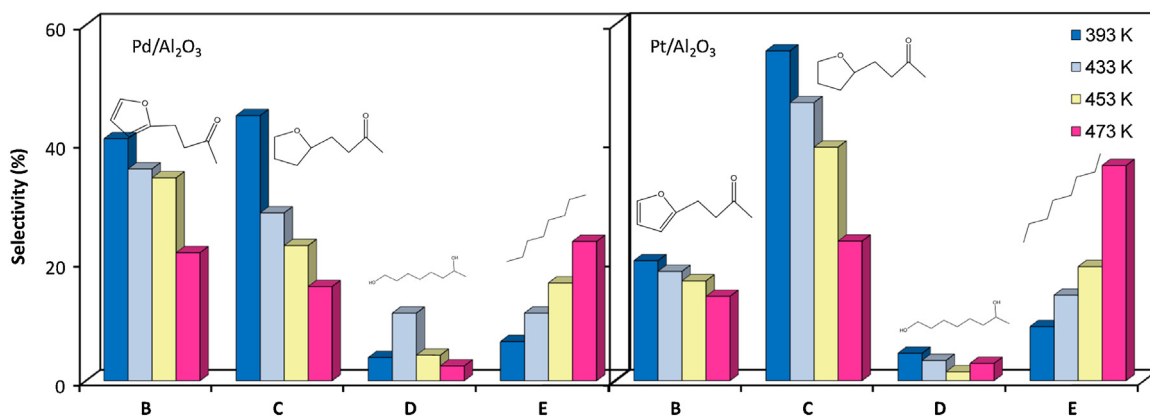 60
40
20
0
Selectivity (%)
Pd/Al₂O₃
O
O
O
O
HO
OH
B
C
D
E
Pt/Al₂O₃
O
O
O
O
HO
OH
B
C
D
E
393 K
433 K
453 K
473 K